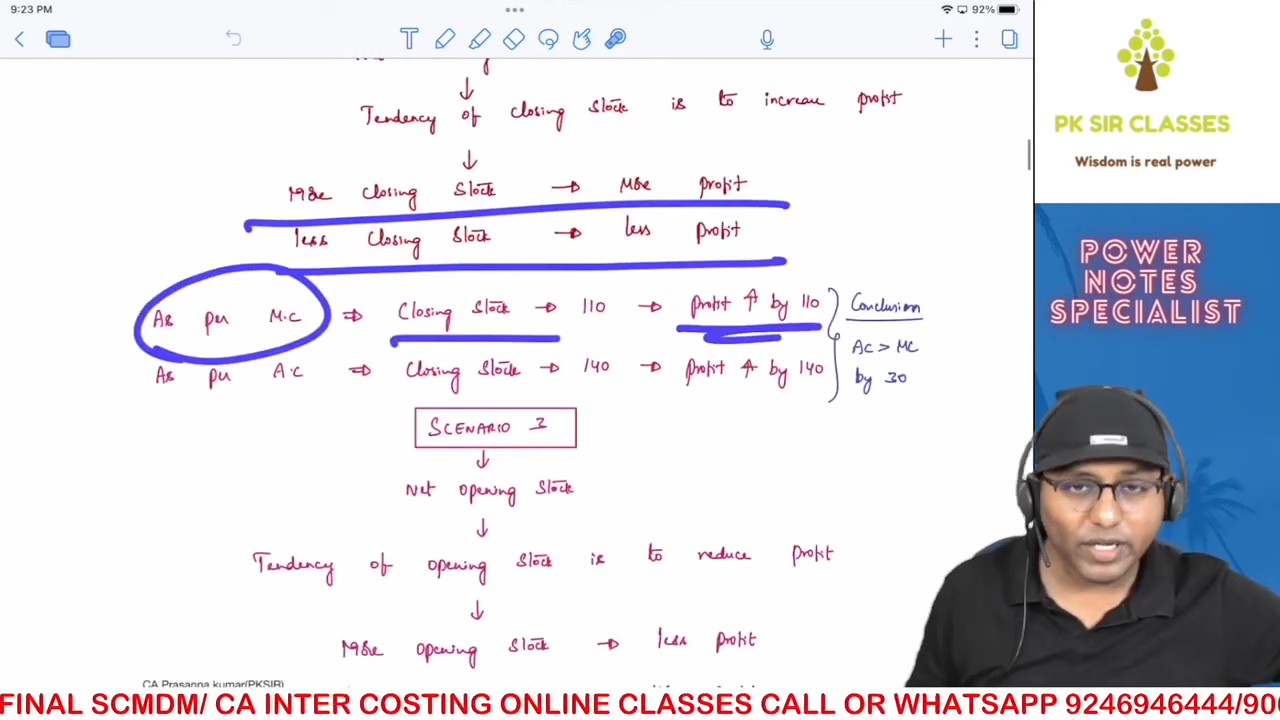 9:23 PM
92%
Tendency of closing stock is to increase profit
More closing stock → More profit
less closing stock → less profit
As per M.C ⇒ Closing stock → 110 → profit ↑ by 110
As per A.C ⇒ Closing stock → 140 → profit ↑ by 140
Conclusion
AC > MC
by 30
SCENARIO 3
Net opening stock
Tendency of opening stock is to reduce profit
More opening stock → less profit
CA Prasanna kumar(PKSIR)
PK SIR CLASSES
Wisdom is real power
POWER
NOTES
SPECIALIST
FINAL SCMDM/ CA INTER COSTING ONLINE CLASSES CALL OR WHATSAPP 9246946444/90